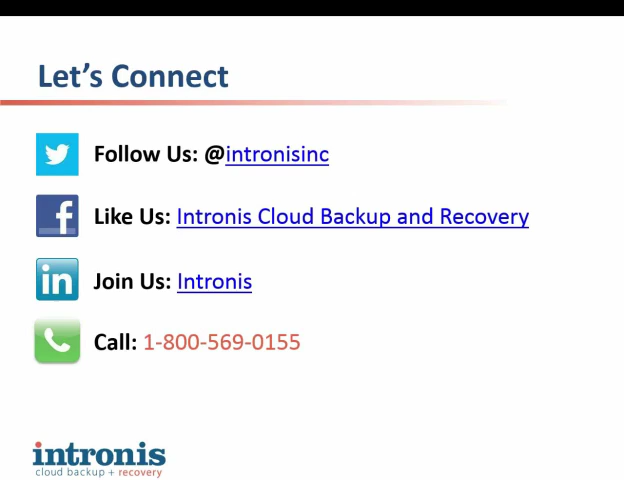 Let's Connect
Follow Us: @intronisinc
f
Like Us: Intronis Cloud Backup and Recovery
in
Join Us: Intronis
Call: 1-800-569-0155
intronis
cloud backup + recovery